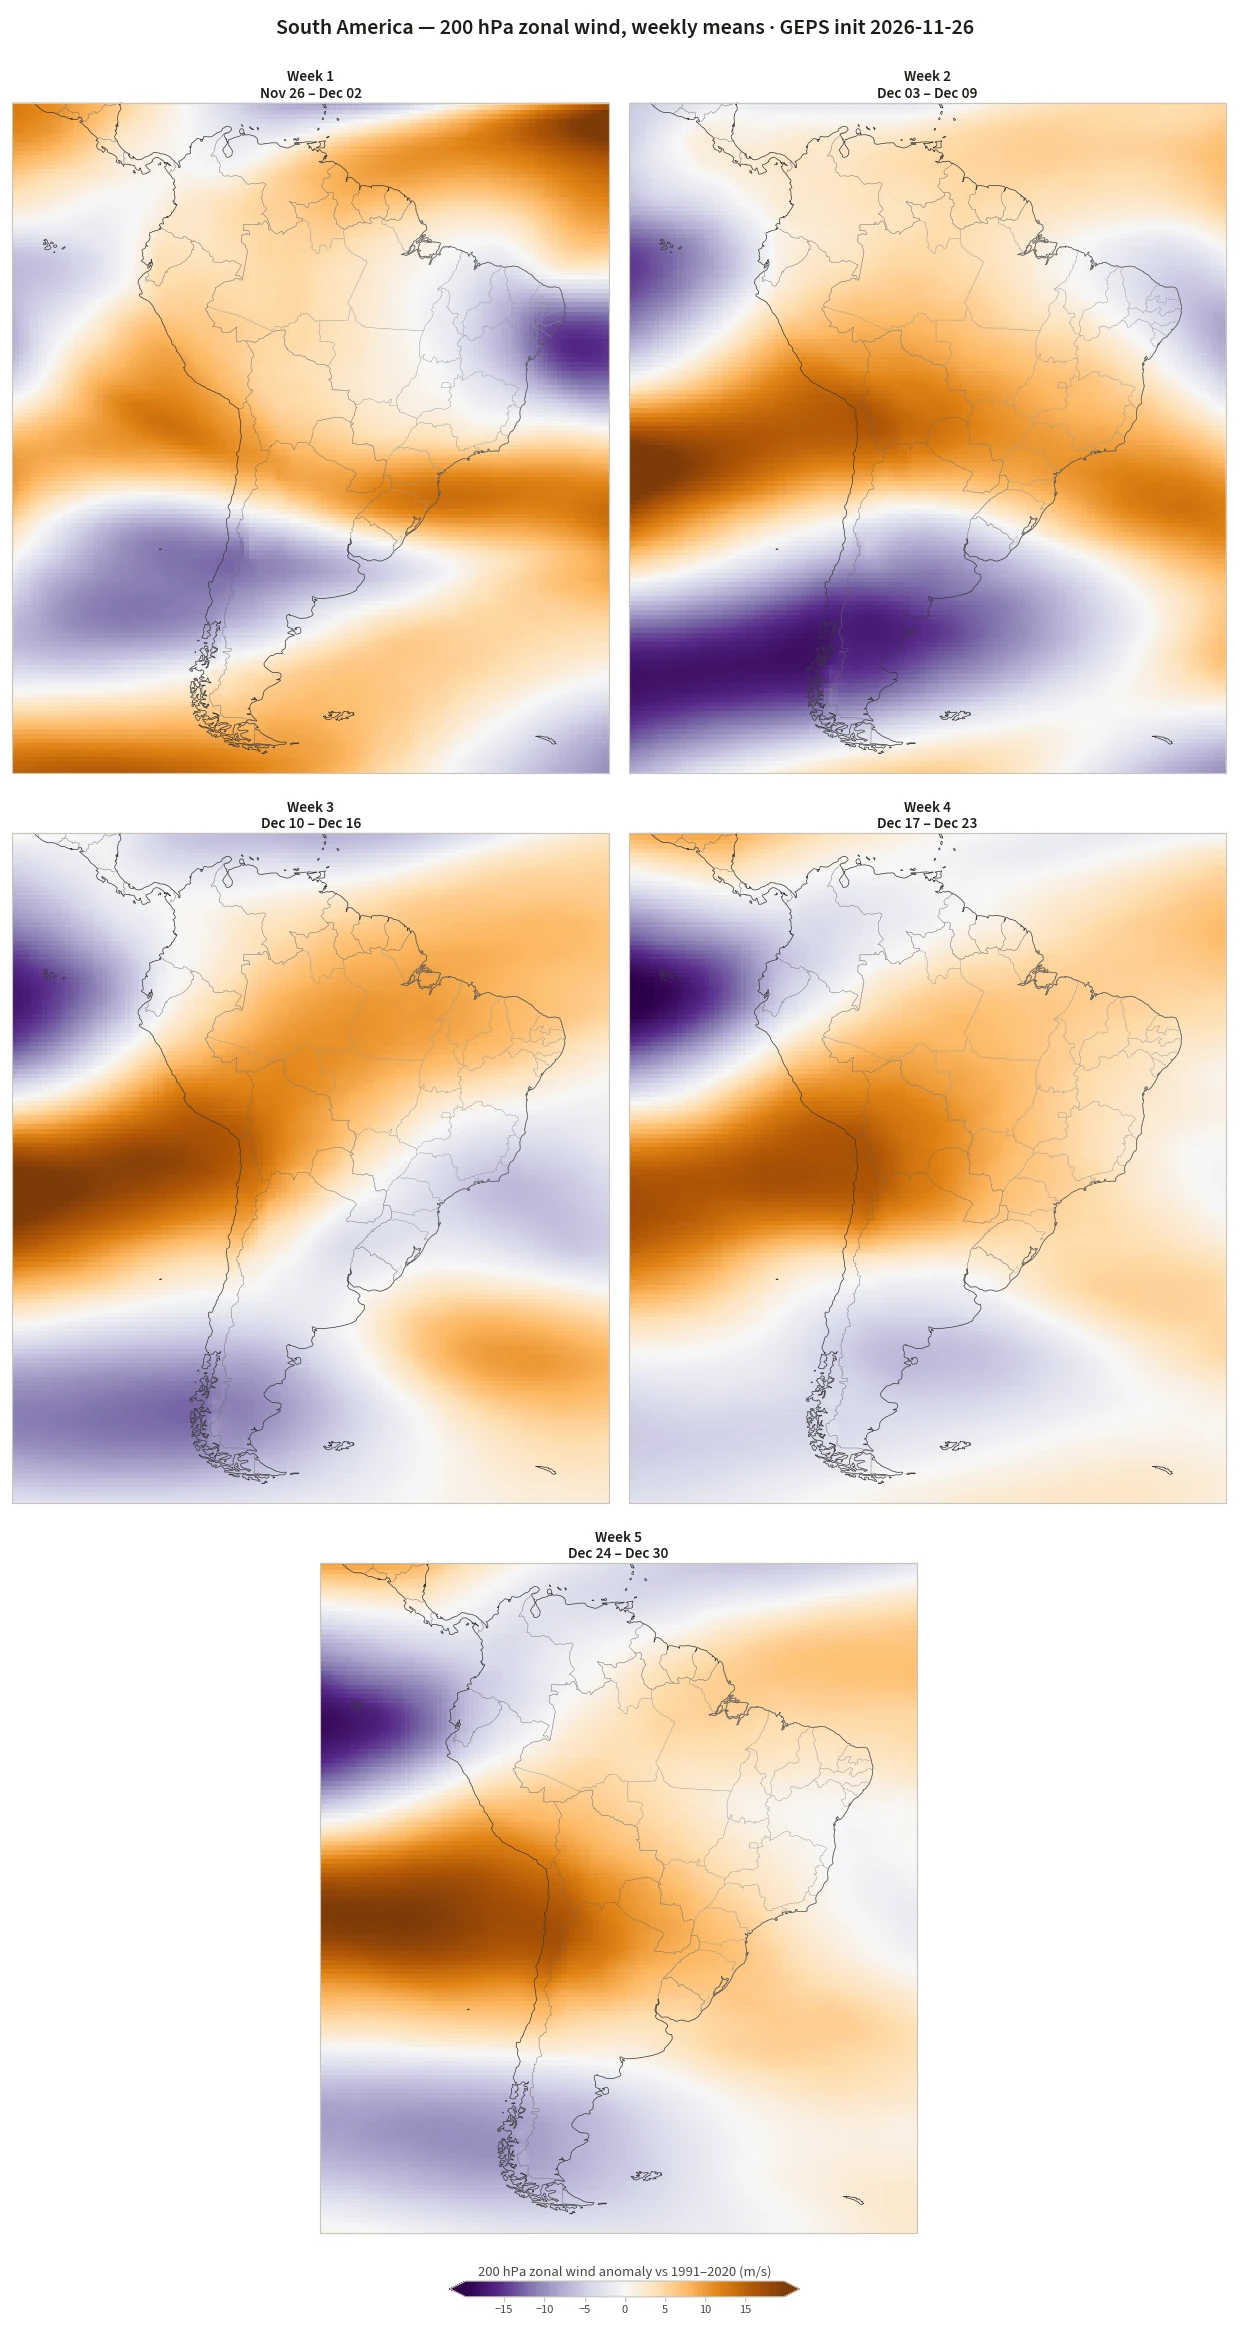 South America — 200 hPa zonal wind, weekly means · GEPS init 2026-11-26
Week 1
Nov 26 – Dec 02
Week 2
Dec 03 – Dec 09
Week 3
Dec 10 – Dec 16
Week 4
Dec 17 – Dec 23
Week 5
Dec 24 – Dec 30
200 hPa zonal wind anomaly vs 1991–2020 (m/s)
−15 −10 −5 0 5 10 15